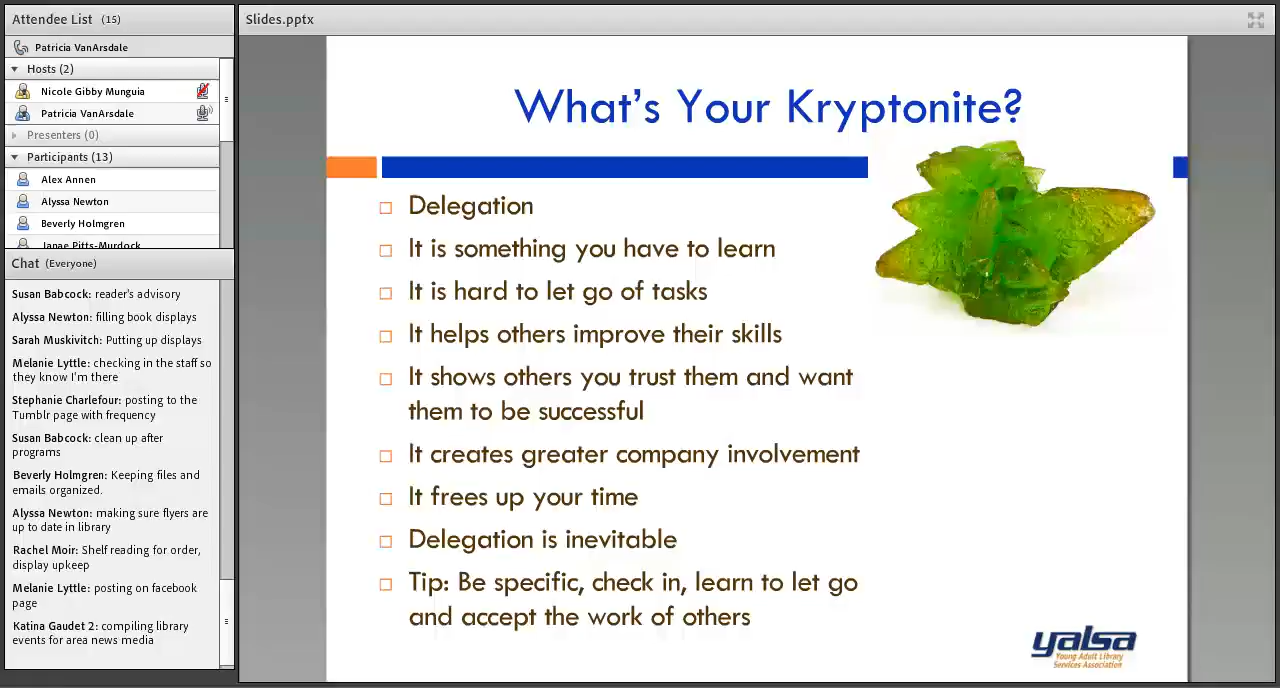 Attendee List (15)
Patricia VanArsdale
Hosts (2)
Nicole Gibby Munguia
Patricia VanArsdale
Presenters (0)
Participants (13)
Alex Annen
Alyssa Newton
Beverly Holmgren
Janae Pitts-Murdock
Chat (Everyone)
Susan Babcock: reader's advisory
Alyssa Newton: filling book displays
Sarah Muskivitch: Putting up displays
Melanie Lyttle: checking in the staff so
they know I'm there
Stephanie Charlefour: posting to the
Tumblr page with frequency
Susan Babcock: clean up after
programs
Beverly Holmgren: Keeping files and
emails organized.
Alyssa Newton: making sure flyers are
up to date in library
Rachel Moir: Shelf reading for order,
display upkeep
Melanie Lyttle: posting on facebook
page
Katina Gaudet 2: compiling library
events for area news media
Slides.pptx
What's Your Kryptonite?
Delegation
It is something you have to learn
It is hard to let go of tasks
It helps others improve their skills
It shows others you trust them and want
them to be successful
It creates greater company involvement
It frees up your time
Delegation is inevitable
Tip: Be specific, check in, learn to let go
and accept the work of others
yalsa
Young Adult Library
Services Association